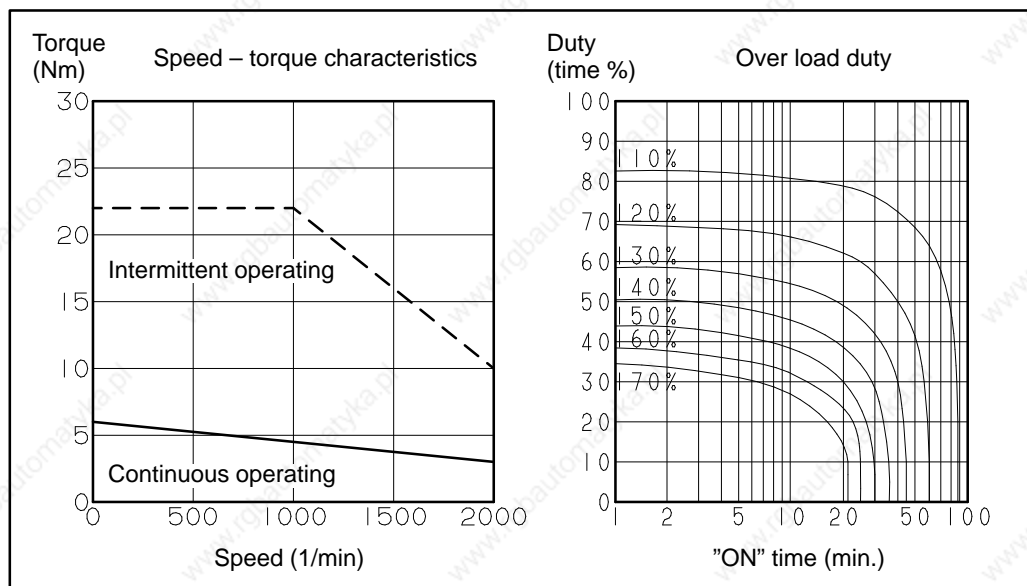 Torque
(Nm)
Speed – torque characteristics
30
25
20
15
10
5
0
Intermittent operating
Continuous operating
0 500 1000 1500 2000
Speed (1/min)
Duty
(time %)
Over load duty
100
90
80
70
60
50
40
30
20
10
0
110%
120%
130%
140%
150%
160%
170%
1 2 5 10 20 50 100
”ON” time (min.)
www.rgbautomatyka.pl